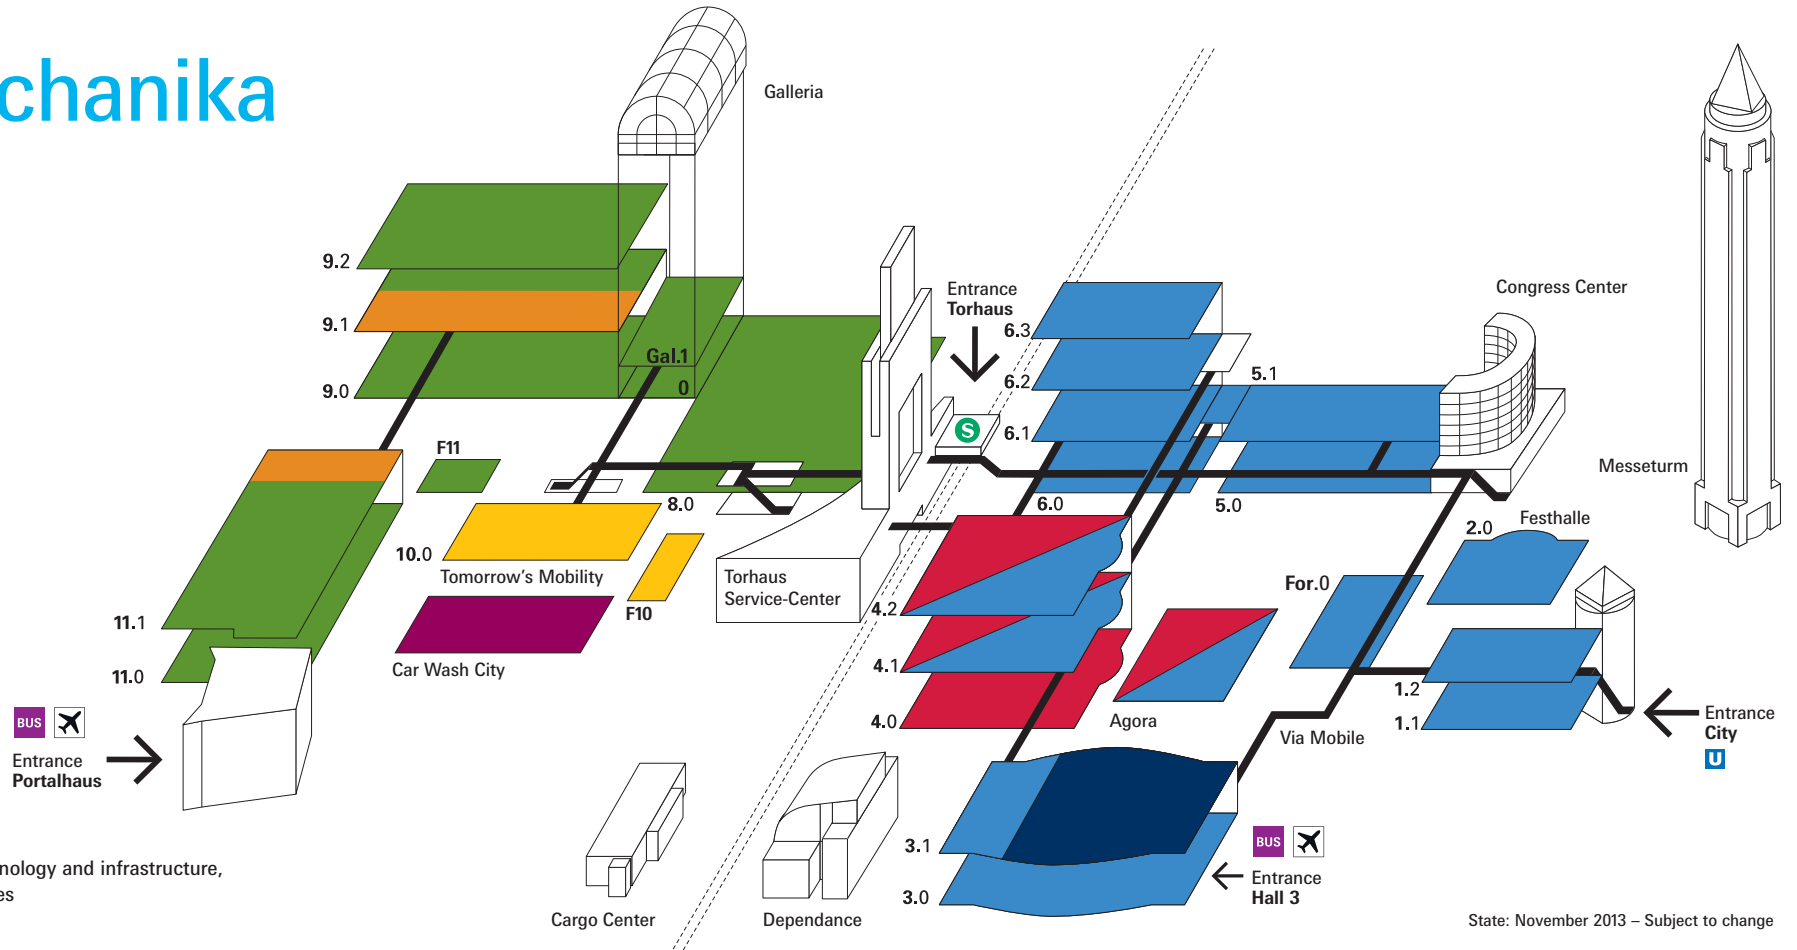 chanika
Galleria
Entrance
Torhaus
Congress Center
9.2
9.1
9.0
Gal.1
0
6.3
6.2
6.1
5.1
S
Messeturm
F11
8.0
6.0
5.0
2.0
Festhalle
10.0
Tomorrow's Mobility
F10
Torhaus
Service-Center
For.0
4.2
11.1
11.0
Car Wash City
4.1
4.0
Agora
1.2
1.1
Via Mobile
BUS
Entrance
Portalhaus
Entrance
City
U
3.1
3.0
BUS
Entrance
Hall 3
nology and infrastructure,
es
Cargo Center
Dependance
State: November 2013 – Subject to change